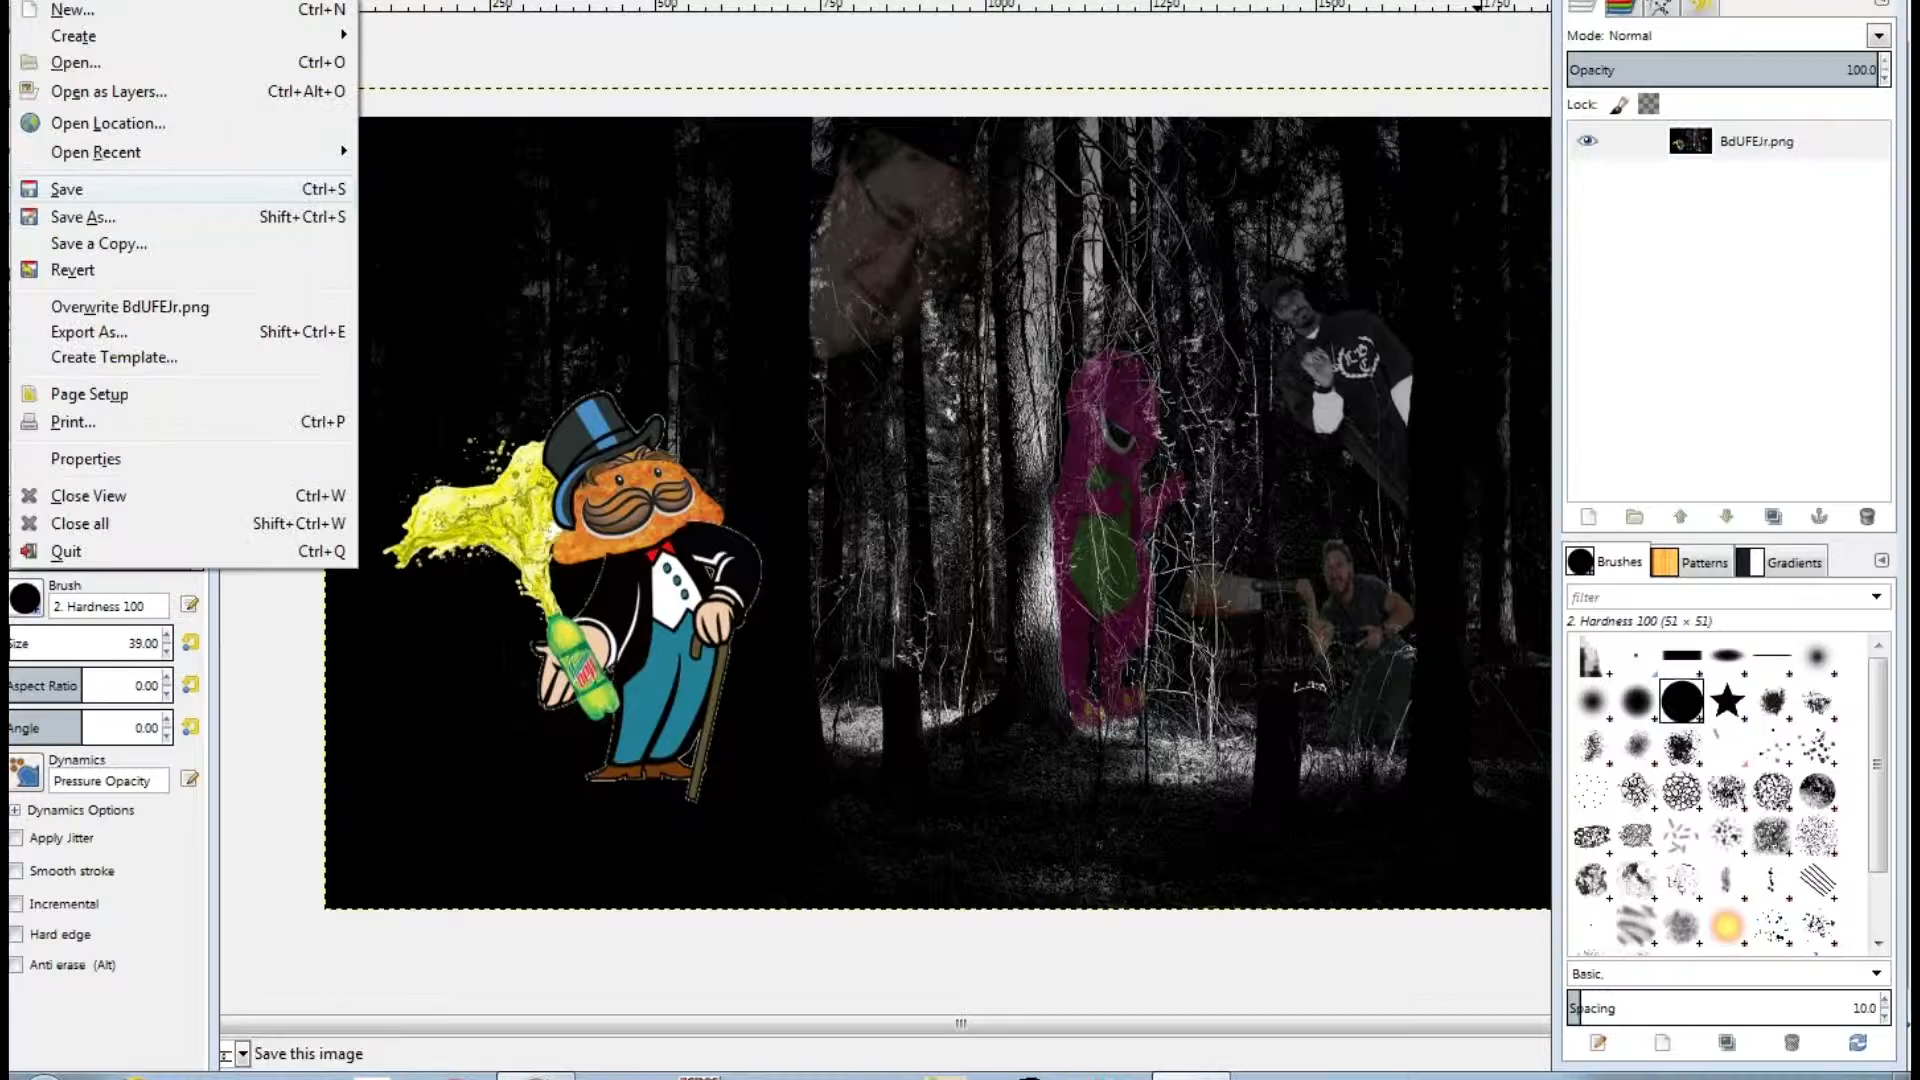 New... Ctrl+N
Create
Open... Ctrl+O
Open as Layers... Ctrl+Alt+O
Open Location...
Open Recent
Save Ctrl+S
Save As... Shift+Ctrl+S
Save a Copy...
Revert
Overwrite BdUFEJr.png
Export As... Shift+Ctrl+E
Create Template...
Page Setup
Print... Ctrl+P
Properties
Close View Ctrl+W
Close all Shift+Ctrl+W
Quit Ctrl+Q
Brush
2. Hardness 100
Size 39.00
Aspect Ratio 0.00
Angle 0.00
Dynamics
Pressure Opacity
Dynamics Options
Apply Jitter
Smooth stroke
Incremental
Hard edge
Anti erase (Alt)
250 500 750 1000 1250 1500 1750
Save this image
Mode: Normal
Opacity 100.0
Lock:
BdUFEJr.png
Brushes Patterns Gradients
filter
2. Hardness 100 (51 × 51)
Basic,
Spacing 10.0